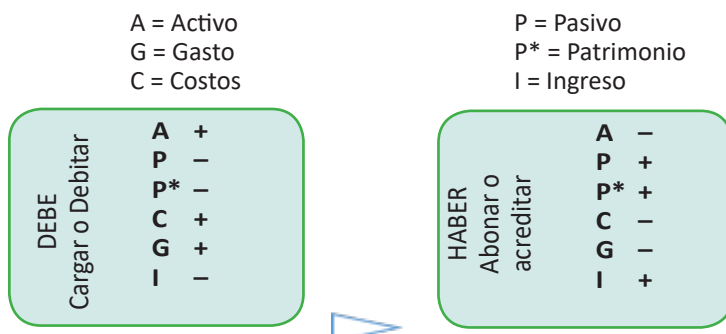 A = Activo
G = Gasto
C = Costos
P = Pasivo
P* = Patrimonio
I = Ingreso
DEBE
Cargar o Debitar
A +
P –
P* –
C +
G +
I –
HABER
Abonar o
acreditar
A –
P +
P* +
C –
G –
I +